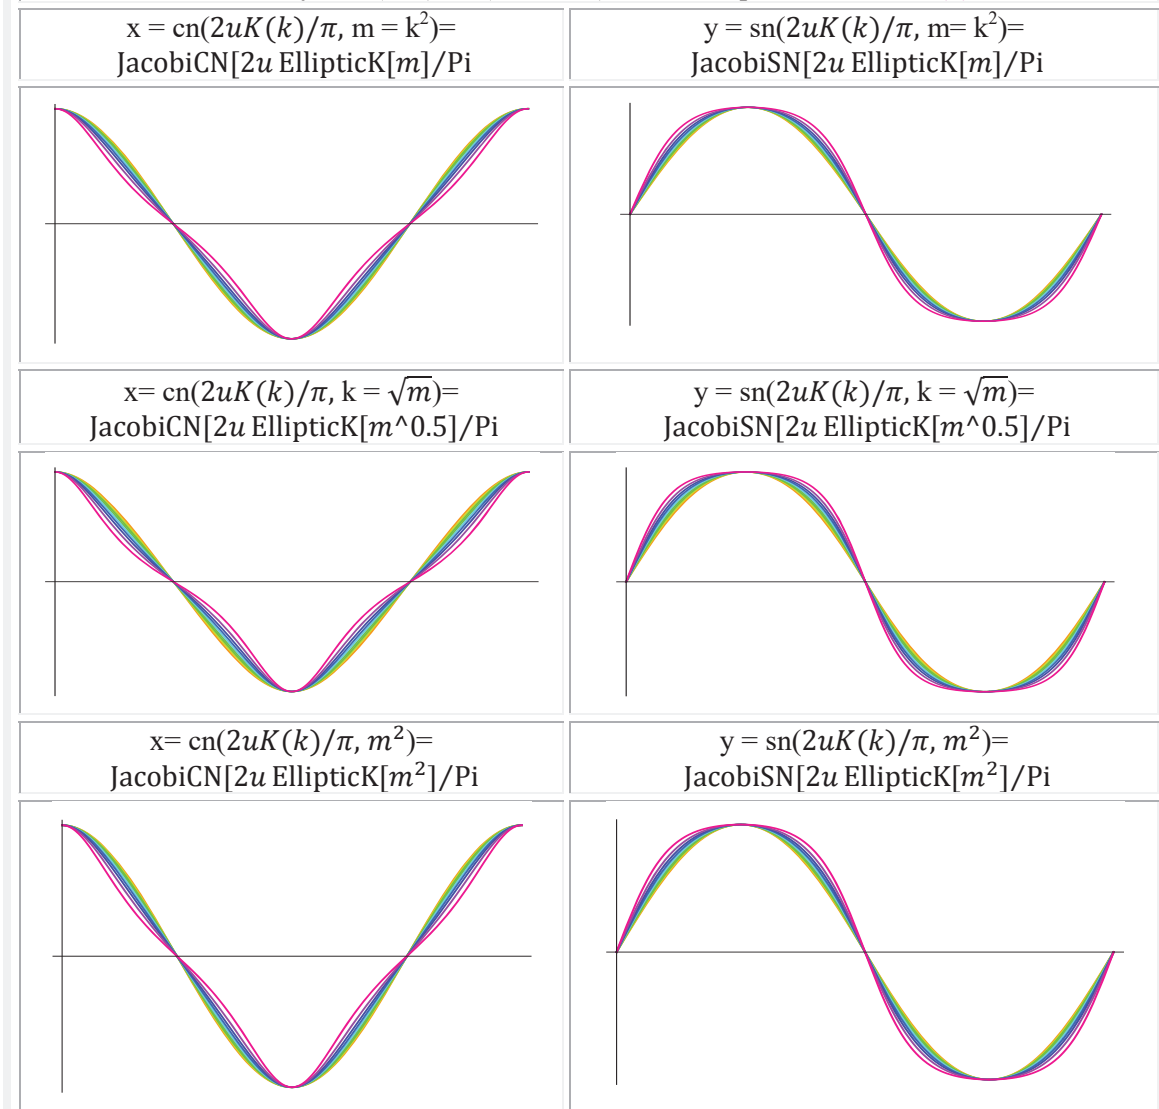 x = cn(2uK(k)/π, m = k²)=
JacobiCN[2u EllipticK[m]/Pi
y = sn(2uK(k)/π, m= k²)=
JacobiSN[2u EllipticK[m]/Pi
x= cn(2uK(k)/π, k = √m)=
JacobiCN[2u EllipticK[m^0.5]/Pi
y = sn(2uK(k)/π, k = √m)=
JacobiSN[2u EllipticK[m^0.5]/Pi
x= cn(2uK(k)/π, m²)=
JacobiCN[2u EllipticK[m²]/Pi
y = sn(2uK(k)/π, m²)=
JacobiSN[2u EllipticK[m²]/Pi